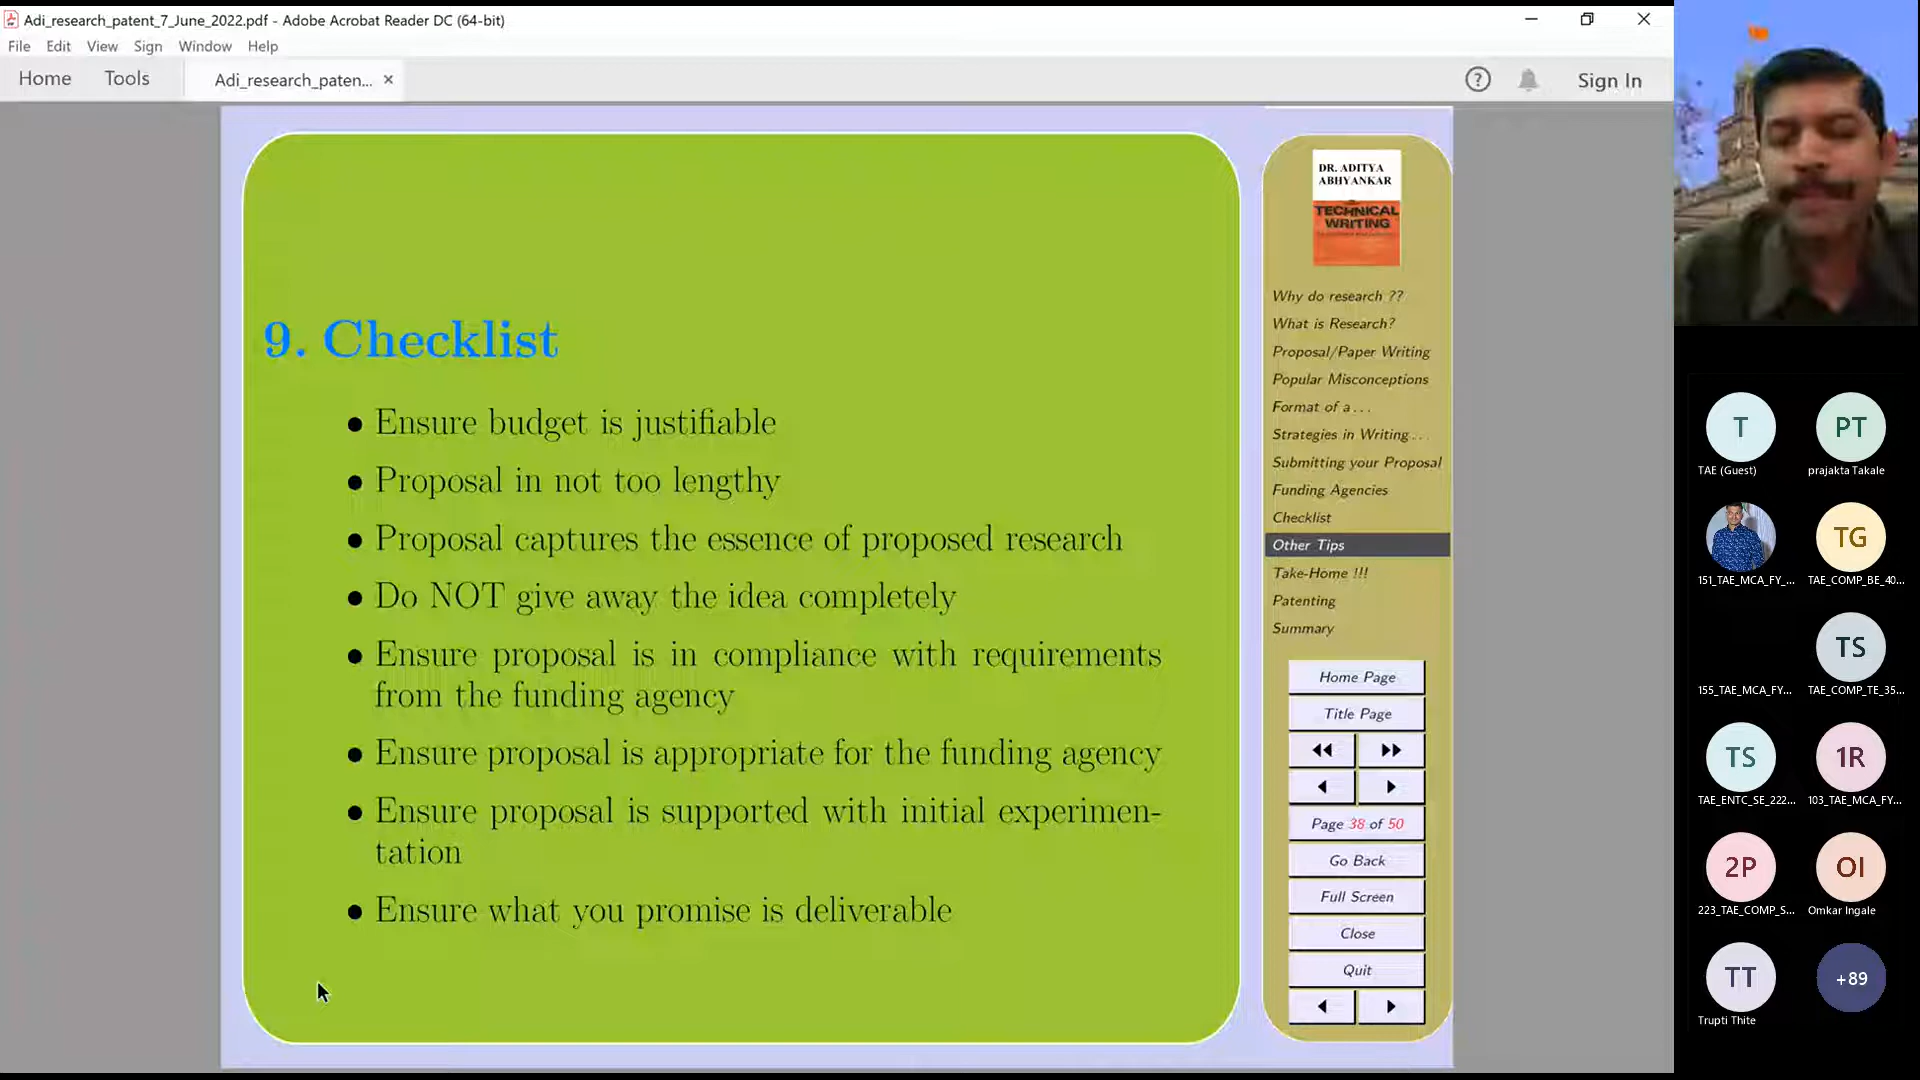 Adi_research_patent_7_June_2022.pdf - Adobe Acrobat Reader DC (64-bit)
File Edit View Sign Window Help
Home Tools Adi_research_paten... × Sign In
9. Checklist
• Ensure budget is justifiable
• Proposal in not too lengthy
• Proposal captures the essence of proposed research
• Do NOT give away the idea completely
• Ensure proposal is in compliance with requirements
from the funding agency
• Ensure proposal is appropriate for the funding agency
• Ensure proposal is supported with initial experimen-
tation
• Ensure what you promise is deliverable
DR. ADITYA
ABHYANKAR
TECHNICAL
WRITING
Why do research ??
What is Research?
Proposal/Paper Writing
Popular Misconceptions
Format of a . . .
Strategies in Writing . . .
Submitting your Proposal
Funding Agencies
Checklist
Other Tips
Take-Home !!!
Patenting
Summary
Home Page
Title Page
Page 38 of 50
Go Back
Full Screen
Close
Quit
T PT
TAE (Guest) prajakta Takale
TG
151_TAE_MCA_FY_... TAE_COMP_BE_40...
TS
155_TAE_MCA_FY... TAE_COMP_TE_35...
TS 1R
TAE_ENTC_SE_222... 103_TAE_MCA_FY...
2P OI
223_TAE_COMP_S... Omkar Ingale
TT +89
Trupti Thite